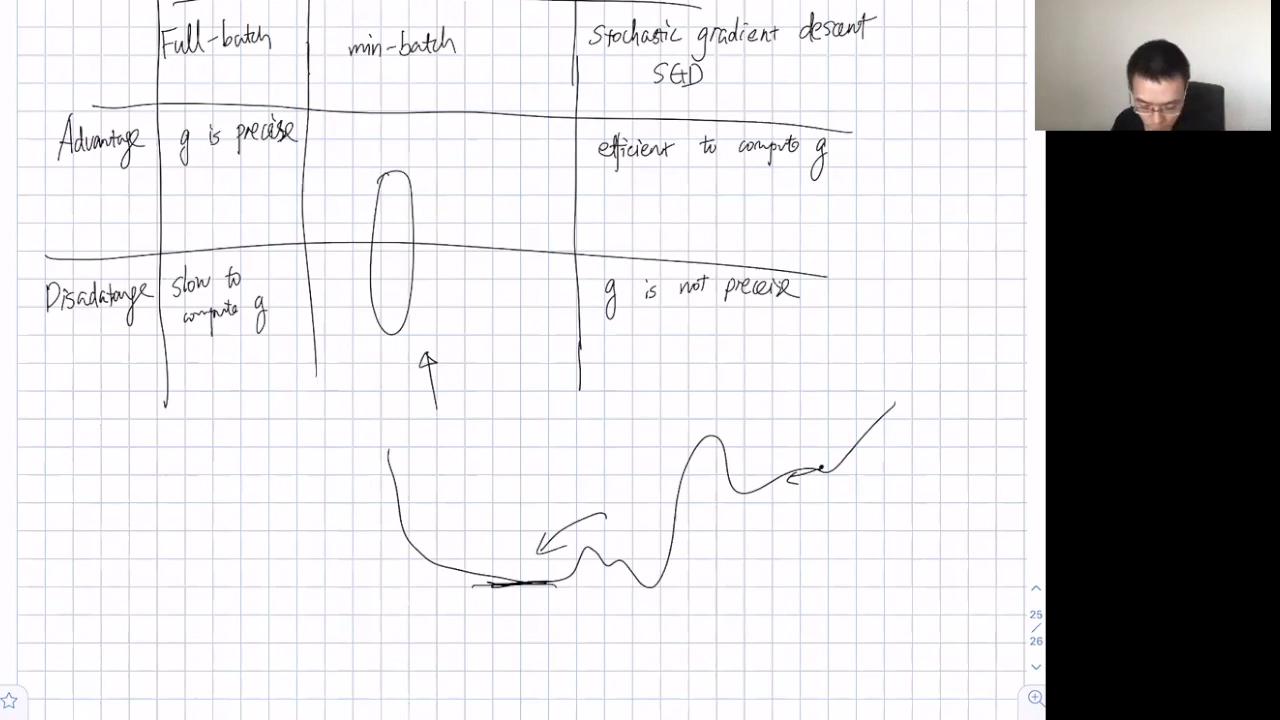 Full-batch
min-batch
Stochastic gradient descent
SGD
Advantage
g is precise
efficient to compute g
Disadatange
slow to
compute g
g is not precise
25
/
26